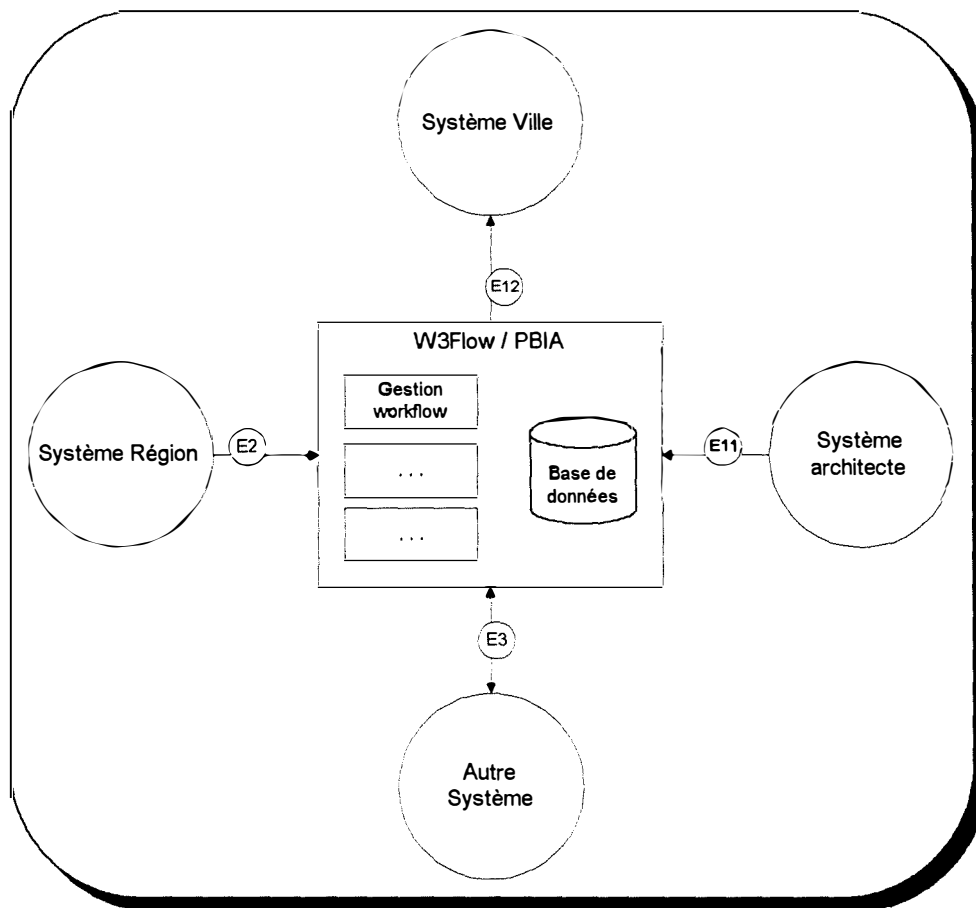 Système Ville
E12
W3Flow / PBIA
Gestion
workflow
Système Région
E2
. . .
Base de
données
E11
Système
architecte
. . .
E3
Autre
Système